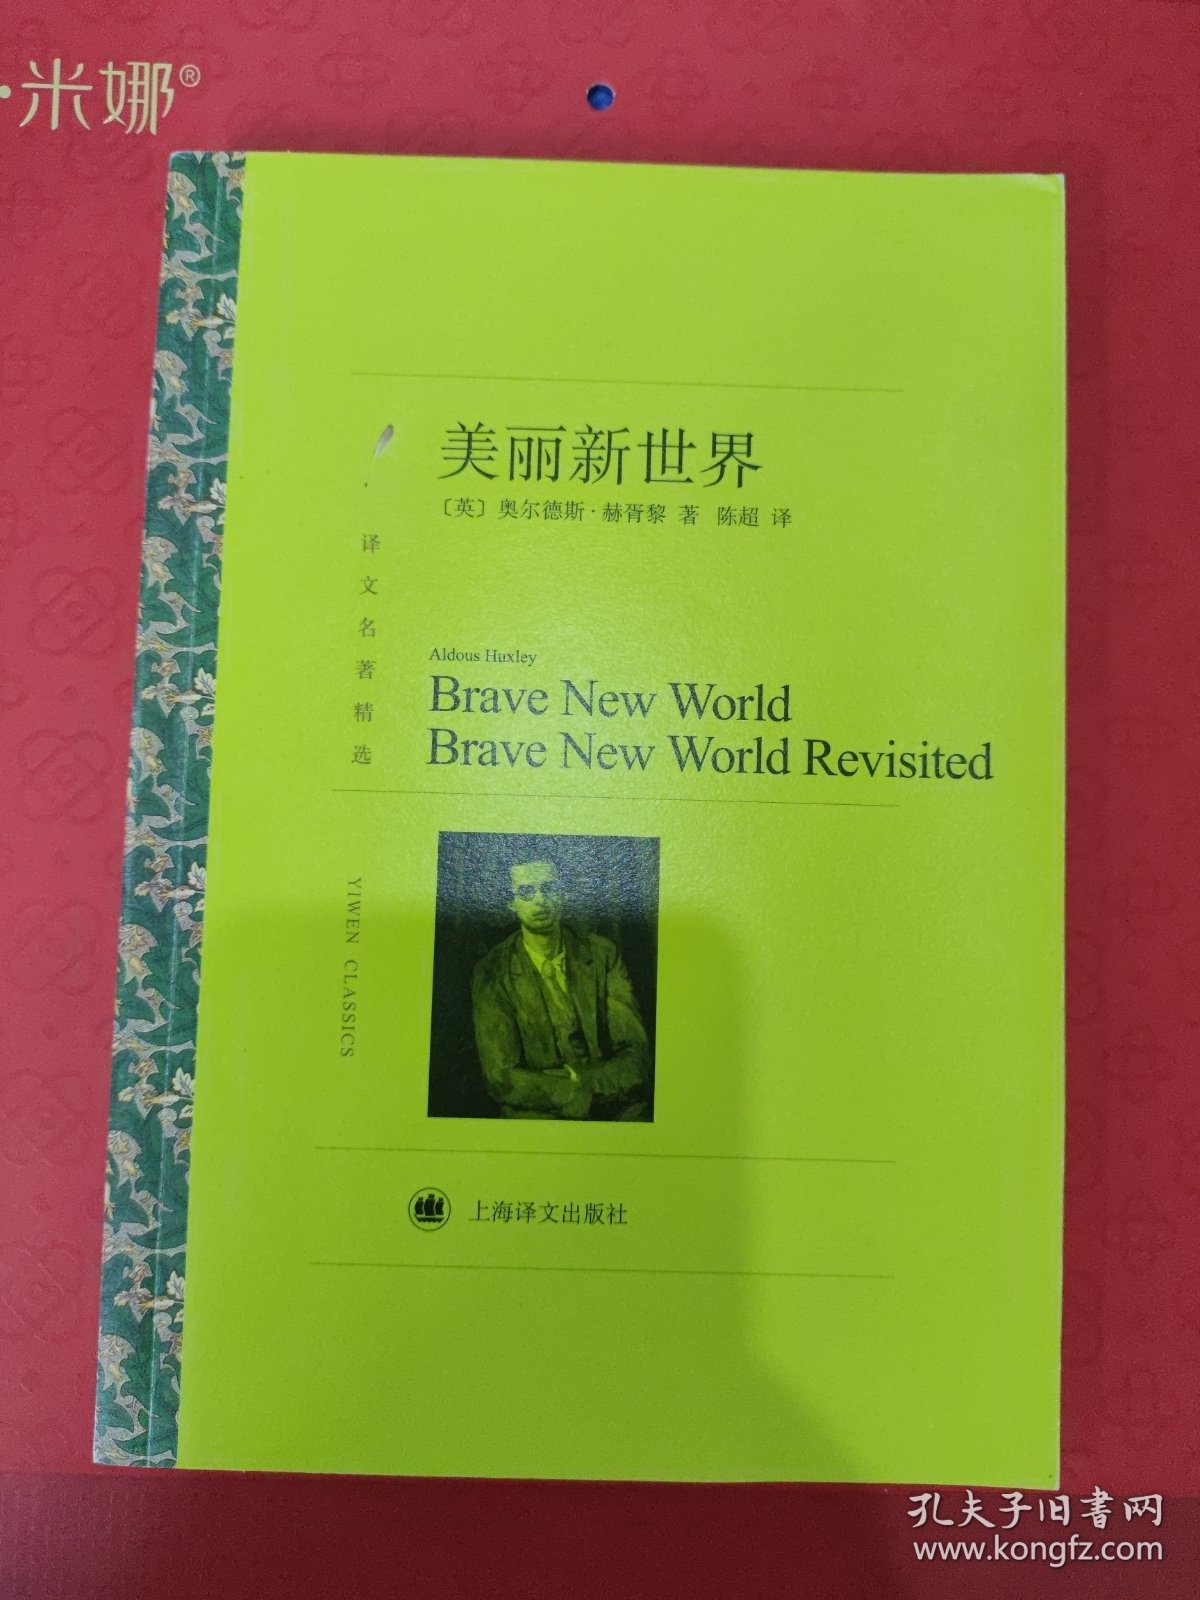 ·米娜®
美丽新世界
〔英〕奥尔德斯·赫胥黎 著 陈超 译
译文名著精选
Aldous Huxley
Brave New World
Brave New World Revisited
YIWEN CLASSICS
上海译文出版社
孔夫子旧书网
www.kongfz.com